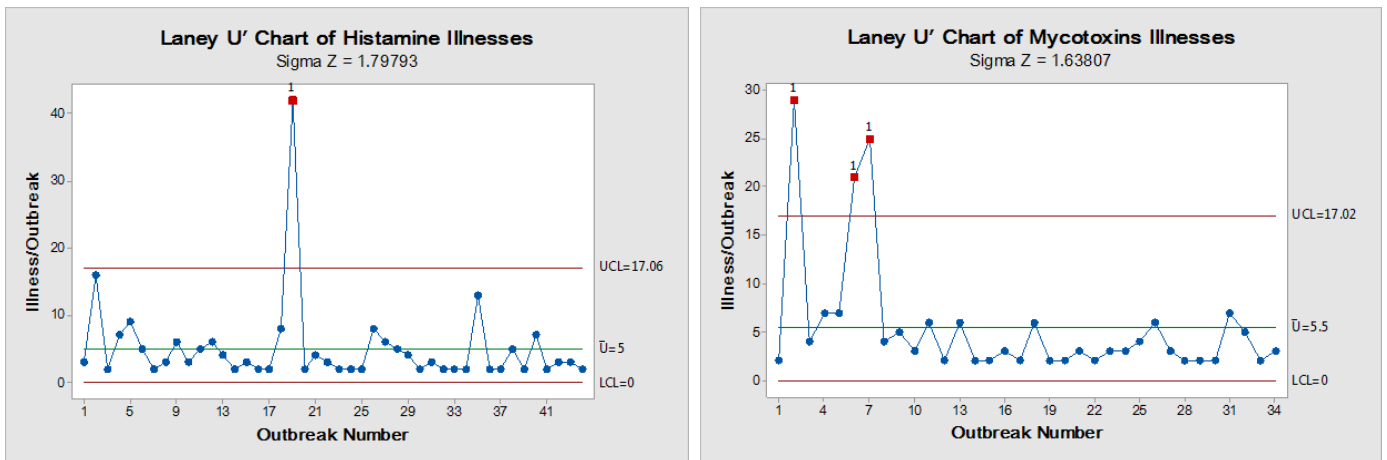 Laney U′ Chart of Histamine Illnesses
Sigma Z = 1.79793
1
40
30
20
10
0
Illness/Outbreak
UCL=17.06
Ū=5
LCL=0
1 5 9 13 17 21 25 29 33 37 41
Outbreak Number
Laney U′ Chart of Mycotoxins Illnesses
Sigma Z = 1.63807
1
1
1
30
25
20
15
10
5
0
Illness/Outbreak
UCL=17.02
Ū=5.5
LCL=0
1 4 7 10 13 16 19 22 25 28 31 34
Outbreak Number